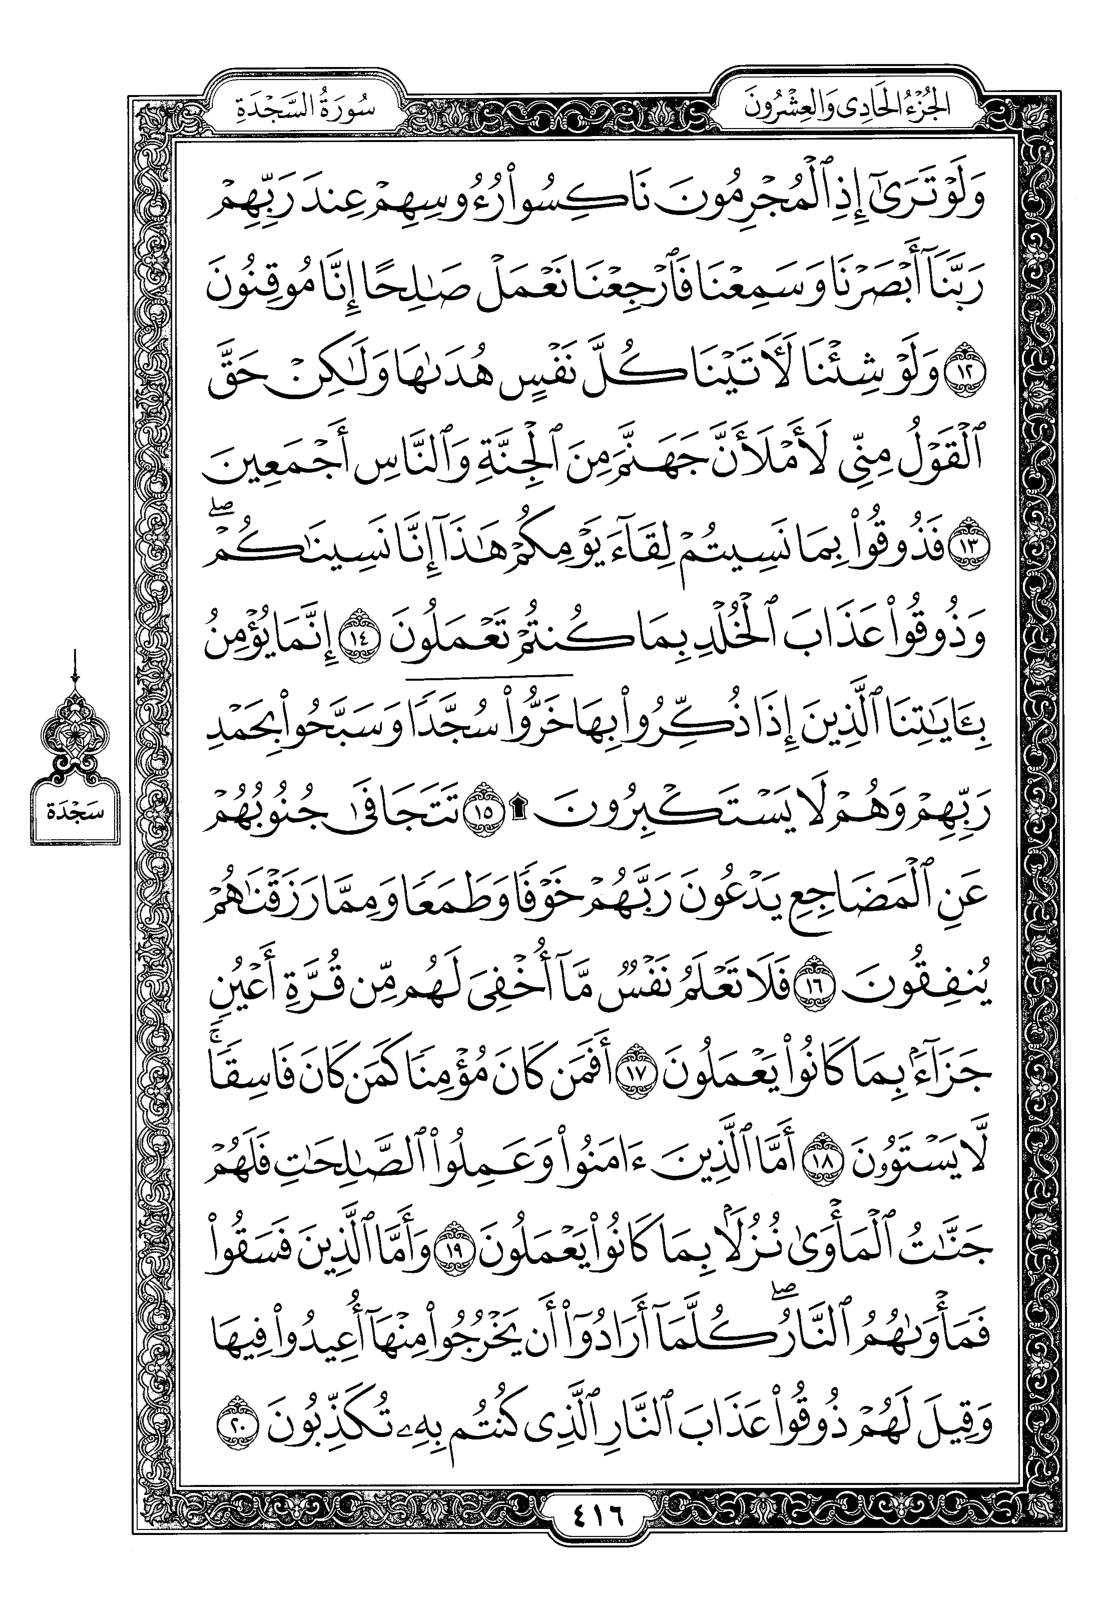 الجُزْءُ الحَادِى وَالعِشْرُونَ
سُورَةُ السَّجْدَةِ
وَلَوْ تَرَىٰٓ إِذِ ٱلْمُجْرِمُونَ نَاكِسُوا۟ رُءُوسِهِمْ عِندَ رَبِّهِمْ
رَبَّنَآ أَبْصَرْنَا وَسَمِعْنَا فَٱرْجِعْنَا نَعْمَلْ صَـٰلِحًا إِنَّا مُوقِنُونَ
١٢ وَلَوْ شِئْنَا لَـَٔاتَيْنَا كُلَّ نَفْسٍ هُدَىٰهَا وَلَـٰكِنْ حَقَّ
ٱلْقَوْلُ مِنِّى لَأَمْلَأَنَّ جَهَنَّمَ مِنَ ٱلْجِنَّةِ وَٱلنَّاسِ أَجْمَعِينَ
١٣ فَذُوقُوا۟ بِمَا نَسِيتُمْ لِقَآءَ يَوْمِكُمْ هَـٰذَآ إِنَّا نَسِينَـٰكُمْ ۖ
وَذُوقُوا۟ عَذَابَ ٱلْخُلْدِ بِمَا كُنتُمْ تَعْمَلُونَ ١٤ إِنَّمَا يُؤْمِنُ
بِـَٔايَـٰتِنَا ٱلَّذِينَ إِذَا ذُكِّرُوا۟ بِهَا خَرُّوا۟ سُجَّدًا وَسَبَّحُوا۟ بِحَمْدِ
رَبِّهِمْ وَهُمْ لَا يَسْتَكْبِرُونَ ۩ ١٥ تَتَجَافَىٰ جُنُوبُهُمْ
سَجْدَة
عَنِ ٱلْمَضَاجِعِ يَدْعُونَ رَبَّهُمْ خَوْفًا وَطَمَعًا وَمِمَّا رَزَقْنَـٰهُمْ
يُنفِقُونَ ١٦ فَلَا تَعْلَمُ نَفْسٌ مَّآ أُخْفِىَ لَهُم مِّن قُرَّةِ أَعْيُنٍ
جَزَآءًۢ بِمَا كَانُوا۟ يَعْمَلُونَ ١٧ أَفَمَن كَانَ مُؤْمِنًا كَمَن كَانَ فَاسِقًا ۚ
لَّا يَسْتَوُۥنَ ١٨ أَمَّا ٱلَّذِينَ ءَامَنُوا۟ وَعَمِلُوا۟ ٱلصَّـٰلِحَـٰتِ فَلَهُمْ
جَنَّـٰتُ ٱلْمَأْوَىٰ نُزُلًۢا بِمَا كَانُوا۟ يَعْمَلُونَ ١٩ وَأَمَّا ٱلَّذِينَ فَسَقُوا۟
فَمَأْوَىٰهُمُ ٱلنَّارُ ۖ كُلَّمَآ أَرَادُوٓا۟ أَن يَخْرُجُوا۟ مِنْهَآ أُعِيدُوا۟ فِيهَا
وَقِيلَ لَهُمْ ذُوقُوا۟ عَذَابَ ٱلنَّارِ ٱلَّذِى كُنتُم بِهِۦ تُكَذِّبُونَ ٢٠
٤١٦